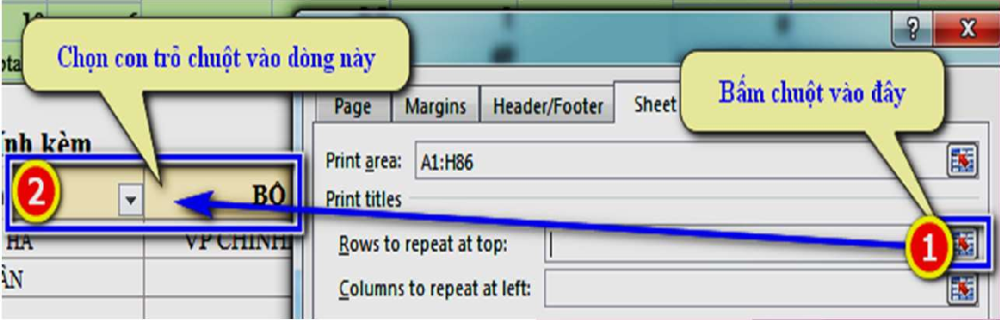 Chọn con trỏ chuột vào dòng này
Bấm chuột vào đây
Page Margins Header/Footer Sheet
Print area: A1:H86
ính kèm
Print titles
2
BỘ
Rows to repeat at top:
1
HÀ VP CHÍNH
Columns to repeat at left: